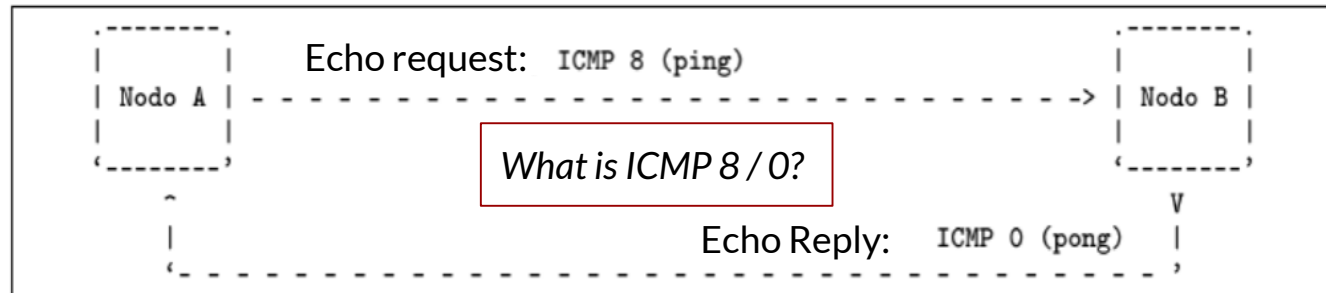 Echo request: ICMP 8 (ping)
Nodo A
Nodo B
What is ICMP 8 / 0?
Echo Reply: ICMP 0 (pong)